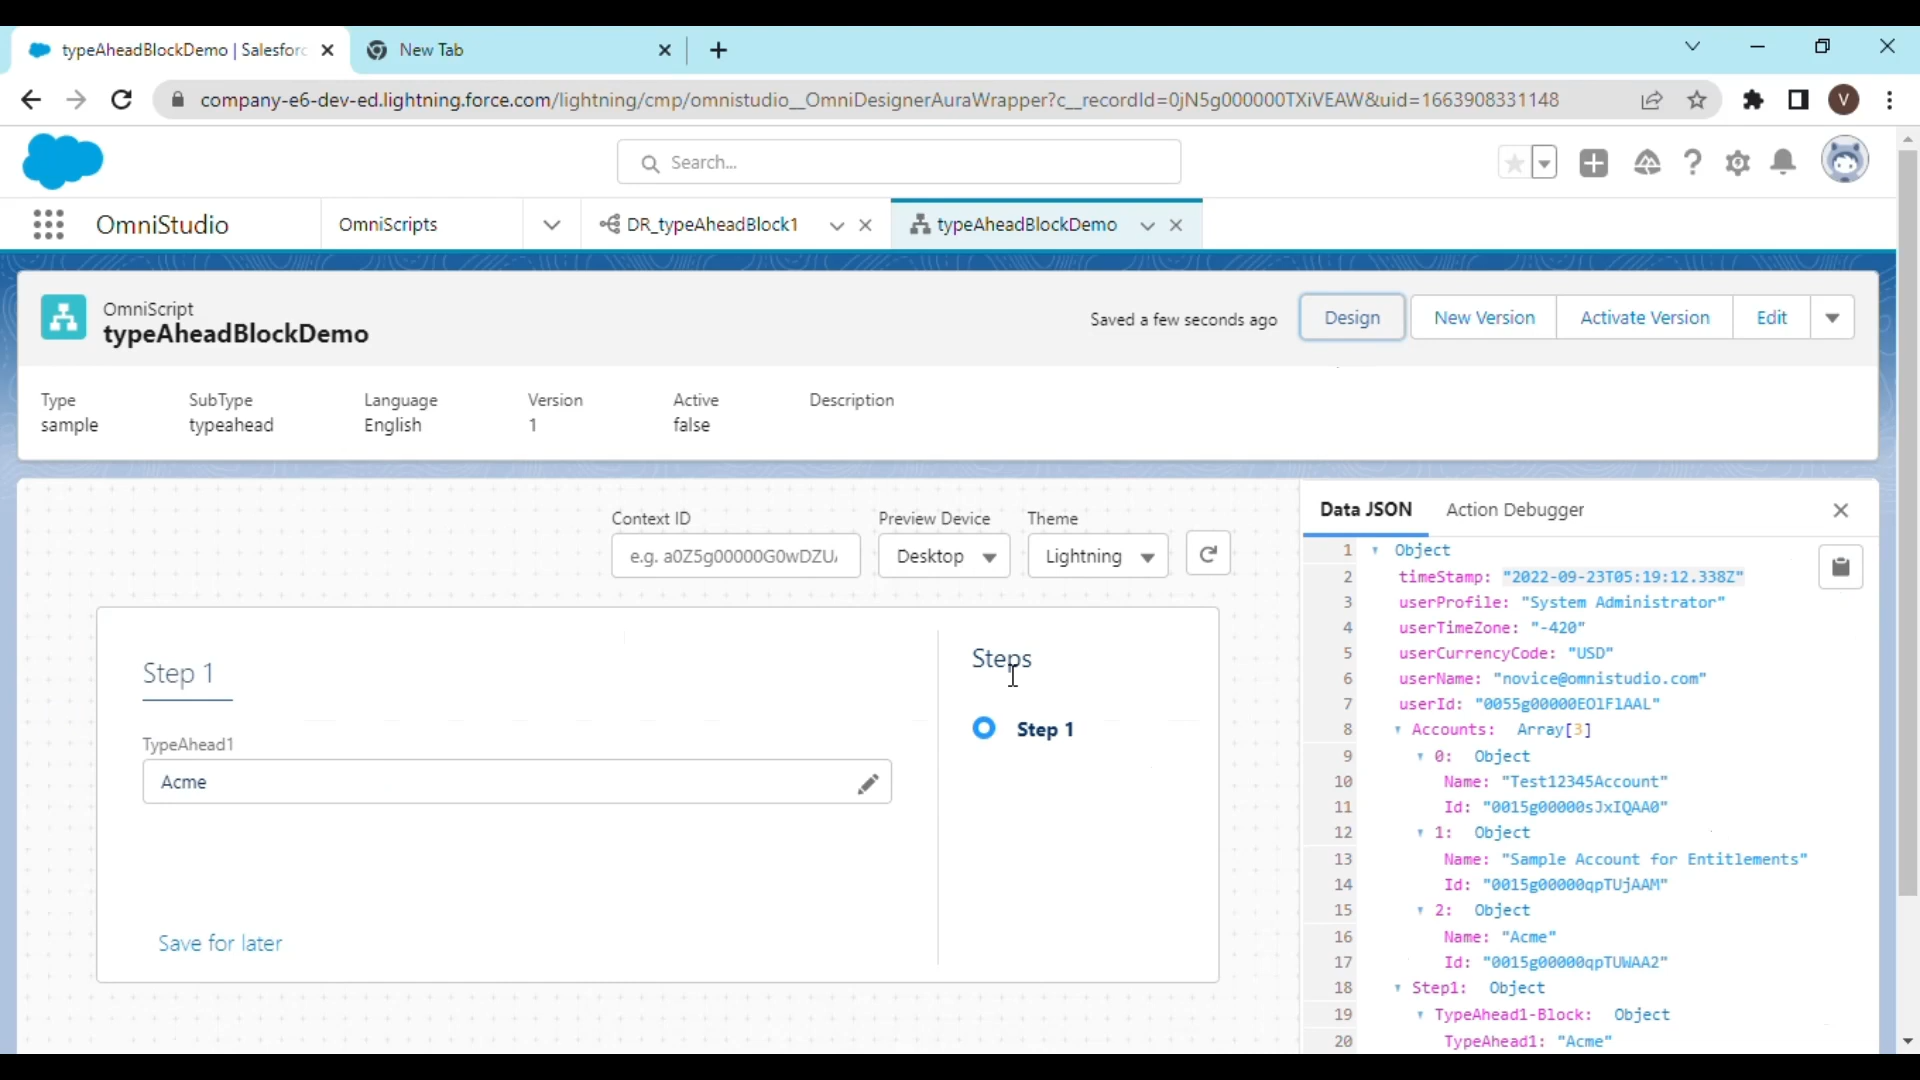 typeAheadBlockDemo | Salesforc
New Tab
company-e6-dev-ed.lightning.force.com/lightning/cmp/omnistudio__OmniDesignerAuraWrapper?c__recordId=0jN5g000000TXiVEAW&uid=1663908331148
V
Search...
OmniStudio
OmniScripts
DR_typeAheadBlock1
typeAheadBlockDemo
OmniScript
typeAheadBlockDemo
Saved a few seconds ago
Design
New Version
Activate Version
Edit
Type
SubType
Language
Version
Active
Description
sample
typeahead
English
1
false
Context ID
Preview Device
Theme
e.g. a0Z5g00000G0wDZU
Desktop
Lightning
Step 1
TypeAhead1
Acme
Save for later
Steps
Step 1
Data JSON
Action Debugger
1 Object
2 timeStamp: "2022-09-23T05:19:12.338Z"
3 userProfile: "System Administrator"
4 userTimeZone: "-420"
5 userCurrencyCode: "USD"
6 userName: "novice@omnistudio.com"
7 userId: "0055g00000EOlFlAAL"
8 Accounts: Array[3]
9 0: Object
10 Name: "Test12345Account"
11 Id: "0015g00000sJxIQAA0"
12 1: Object
13 Name: "Sample Account for Entitlements"
14 Id: "0015g00000qpTUjAAM"
15 2: Object
16 Name: "Acme"
17 Id: "0015g00000qpTUWAA2"
18 Step1: Object
19 TypeAhead1-Block: Object
20 TypeAhead1: "Acme"